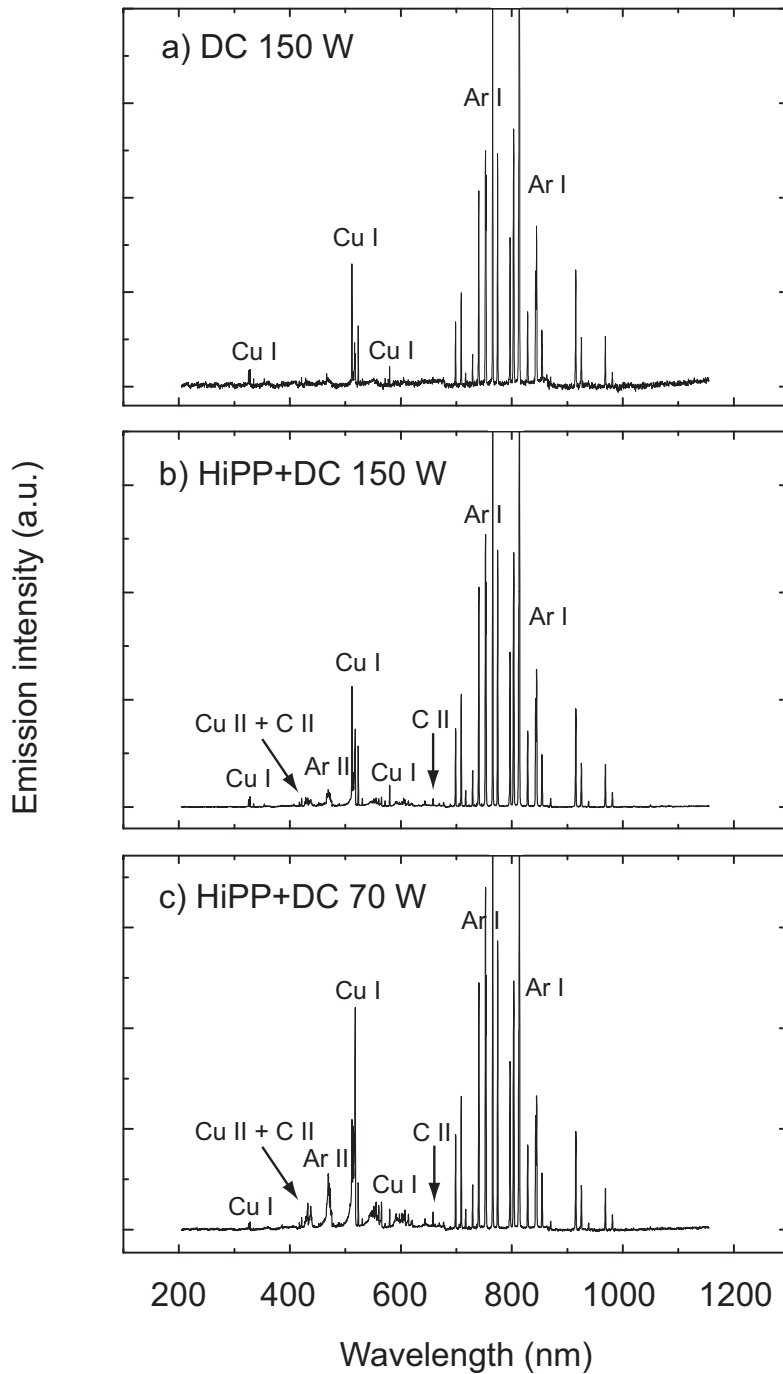 a) DC 150 W
Ar I
Ar I
Cu I
Cu I
Cu I
b) HiPP+DC 150 W
Ar I
Ar I
Cu I
C II
Cu II + C II
Ar II
Cu I
Cu I
Emission intensity (a.u.)
c) HiPP+DC 70 W
Ar I
Ar I
Cu I
Cu II + C II
C II
Ar II
Cu I
Cu I
200 400 600 800 1000 1200
Wavelength (nm)